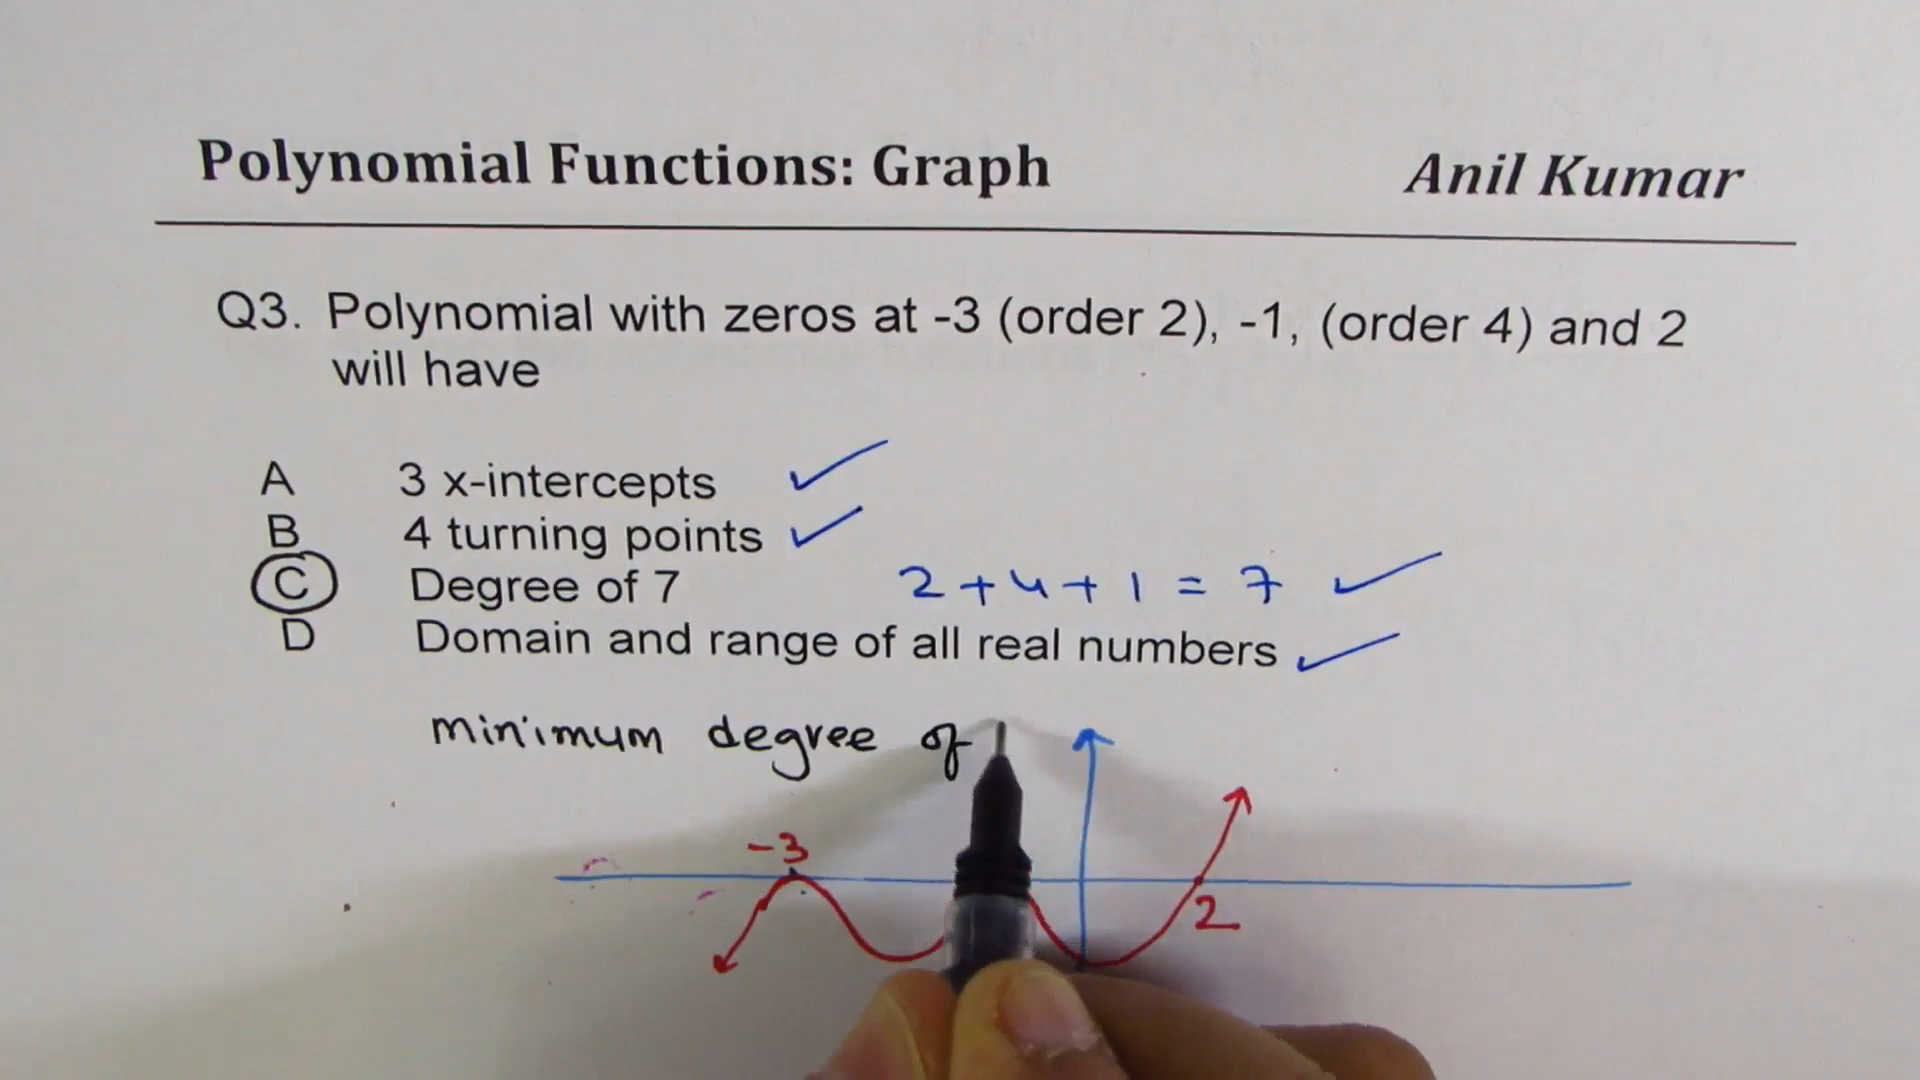 Polynomial Functions: Graph Anil Kumar
Q3. Polynomial with zeros at -3 (order 2), -1, (order 4) and 2
will have
A 3 x-intercepts ✓
B 4 turning points ✓
C Degree of 7 2 + 4 + 1 = 7 ✓
D Domain and range of all real numbers ✓
minimum degree of
-3
2